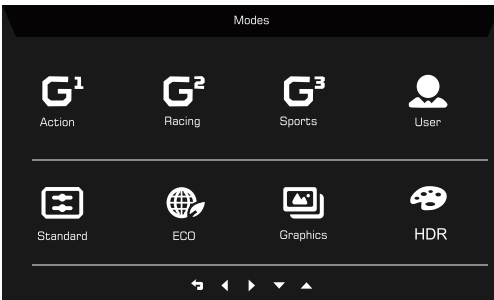 Modes
G¹ G² G³
Action Racing Sports User
Standard ECO Graphics HDR